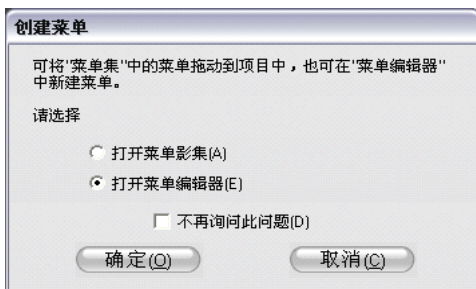 创建菜单
可将'菜单集"中的菜单拖动到项目中，也可在"菜单编辑器"
中新建菜单。
请选择
打开菜单影集(A)
打开菜单编辑器(E)
不再询问此问题(D)
确定(O)
取消(C)